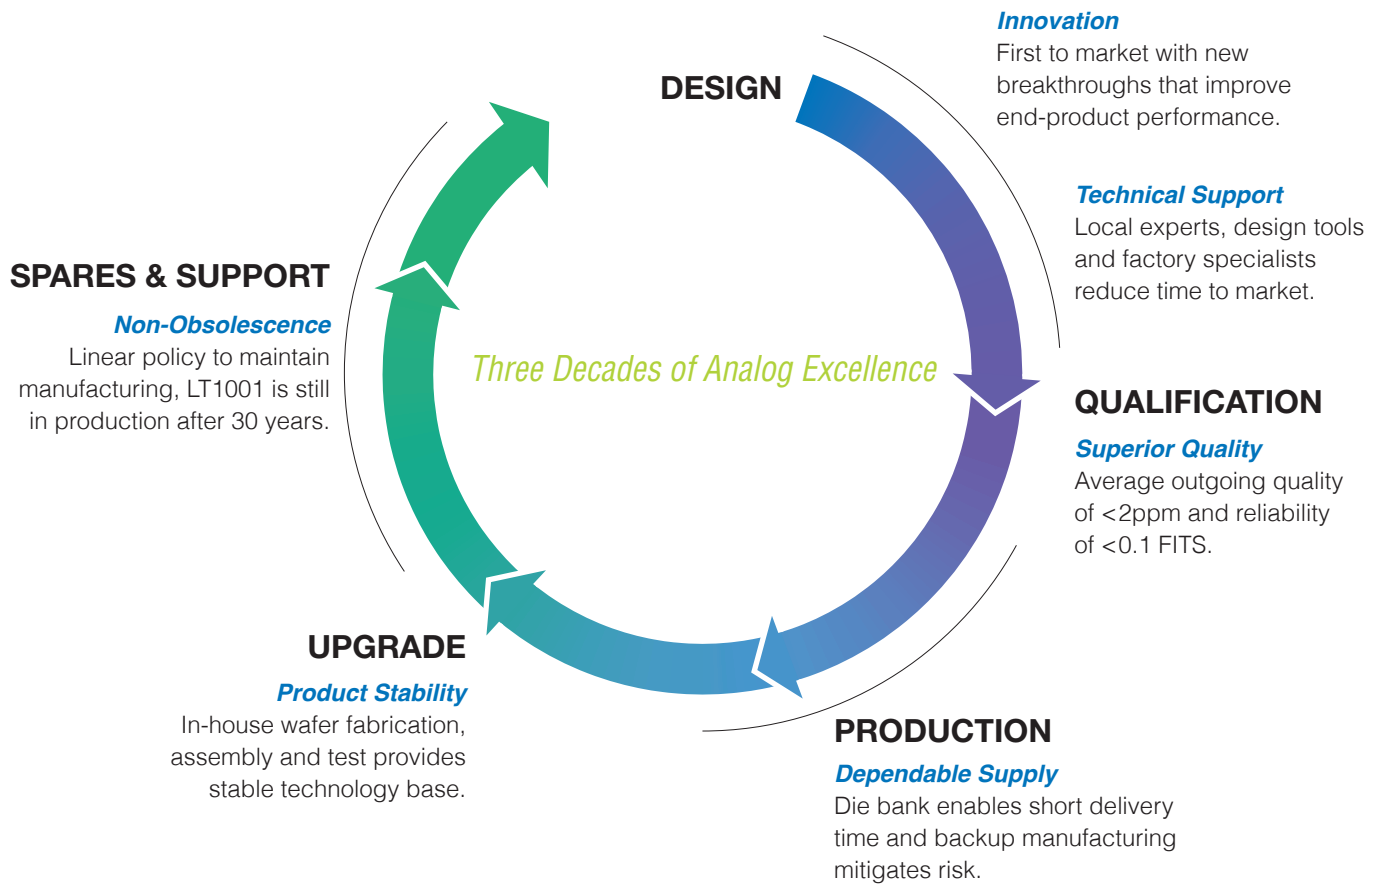 DESIGN
Innovation
First to market with new
breakthroughs that improve
end-product performance.
Technical Support
Local experts, design tools
and factory specialists
reduce time to market.
QUALIFICATION
Superior Quality
Average outgoing quality
of <2ppm and reliability
of <0.1 FITS.
PRODUCTION
Dependable Supply
Die bank enables short delivery
time and backup manufacturing
mitigates risk.
UPGRADE
Product Stability
In-house wafer fabrication,
assembly and test provides
stable technology base.
SPARES & SUPPORT
Non-Obsolescence
Linear policy to maintain
manufacturing, LT1001 is still
in production after 30 years.
Three Decades of Analog Excellence